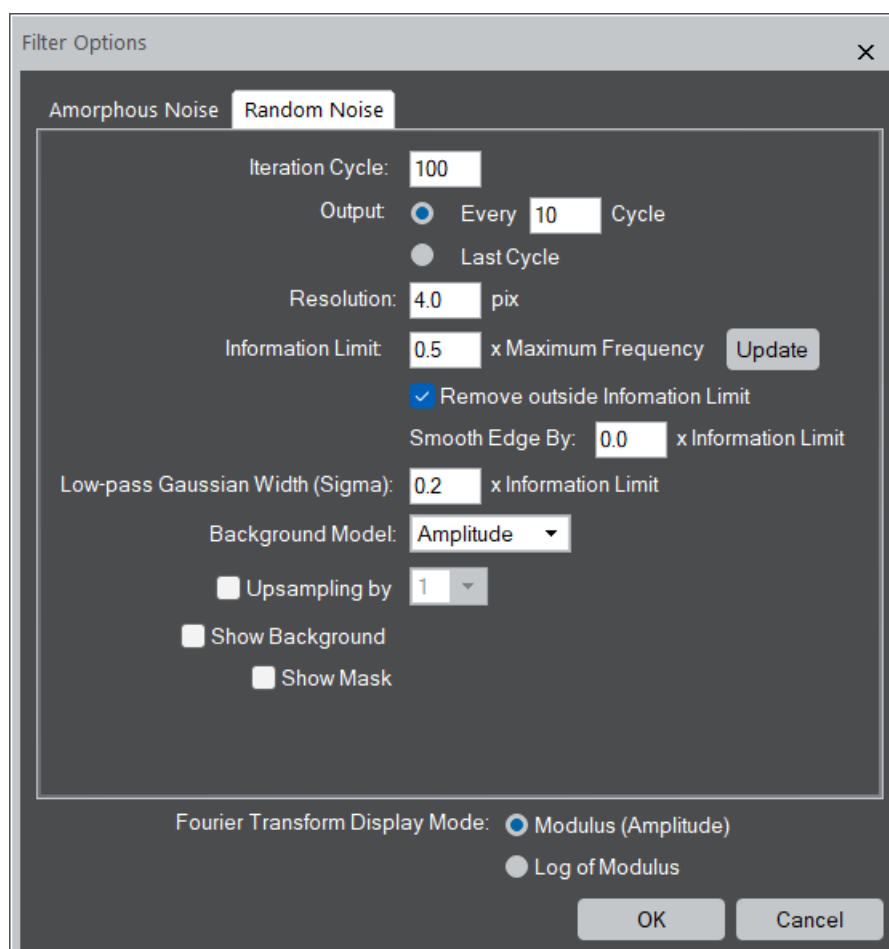 Filter Options
Amorphous Noise Random Noise
Iteration Cycle: 100
Output: Every 10 Cycle
Last Cycle
Resolution: 4.0 pix
Information Limit: 0.5 x Maximum Frequency Update
Remove outside Infomation Limit
Smooth Edge By: 0.0 x Information Limit
Low-pass Gaussian Width (Sigma): 0.2 x Information Limit
Background Model: Amplitude
Upsampling by 1
Show Background
Show Mask
Fourier Transform Display Mode: Modulus (Amplitude)
Log of Modulus
OK Cancel